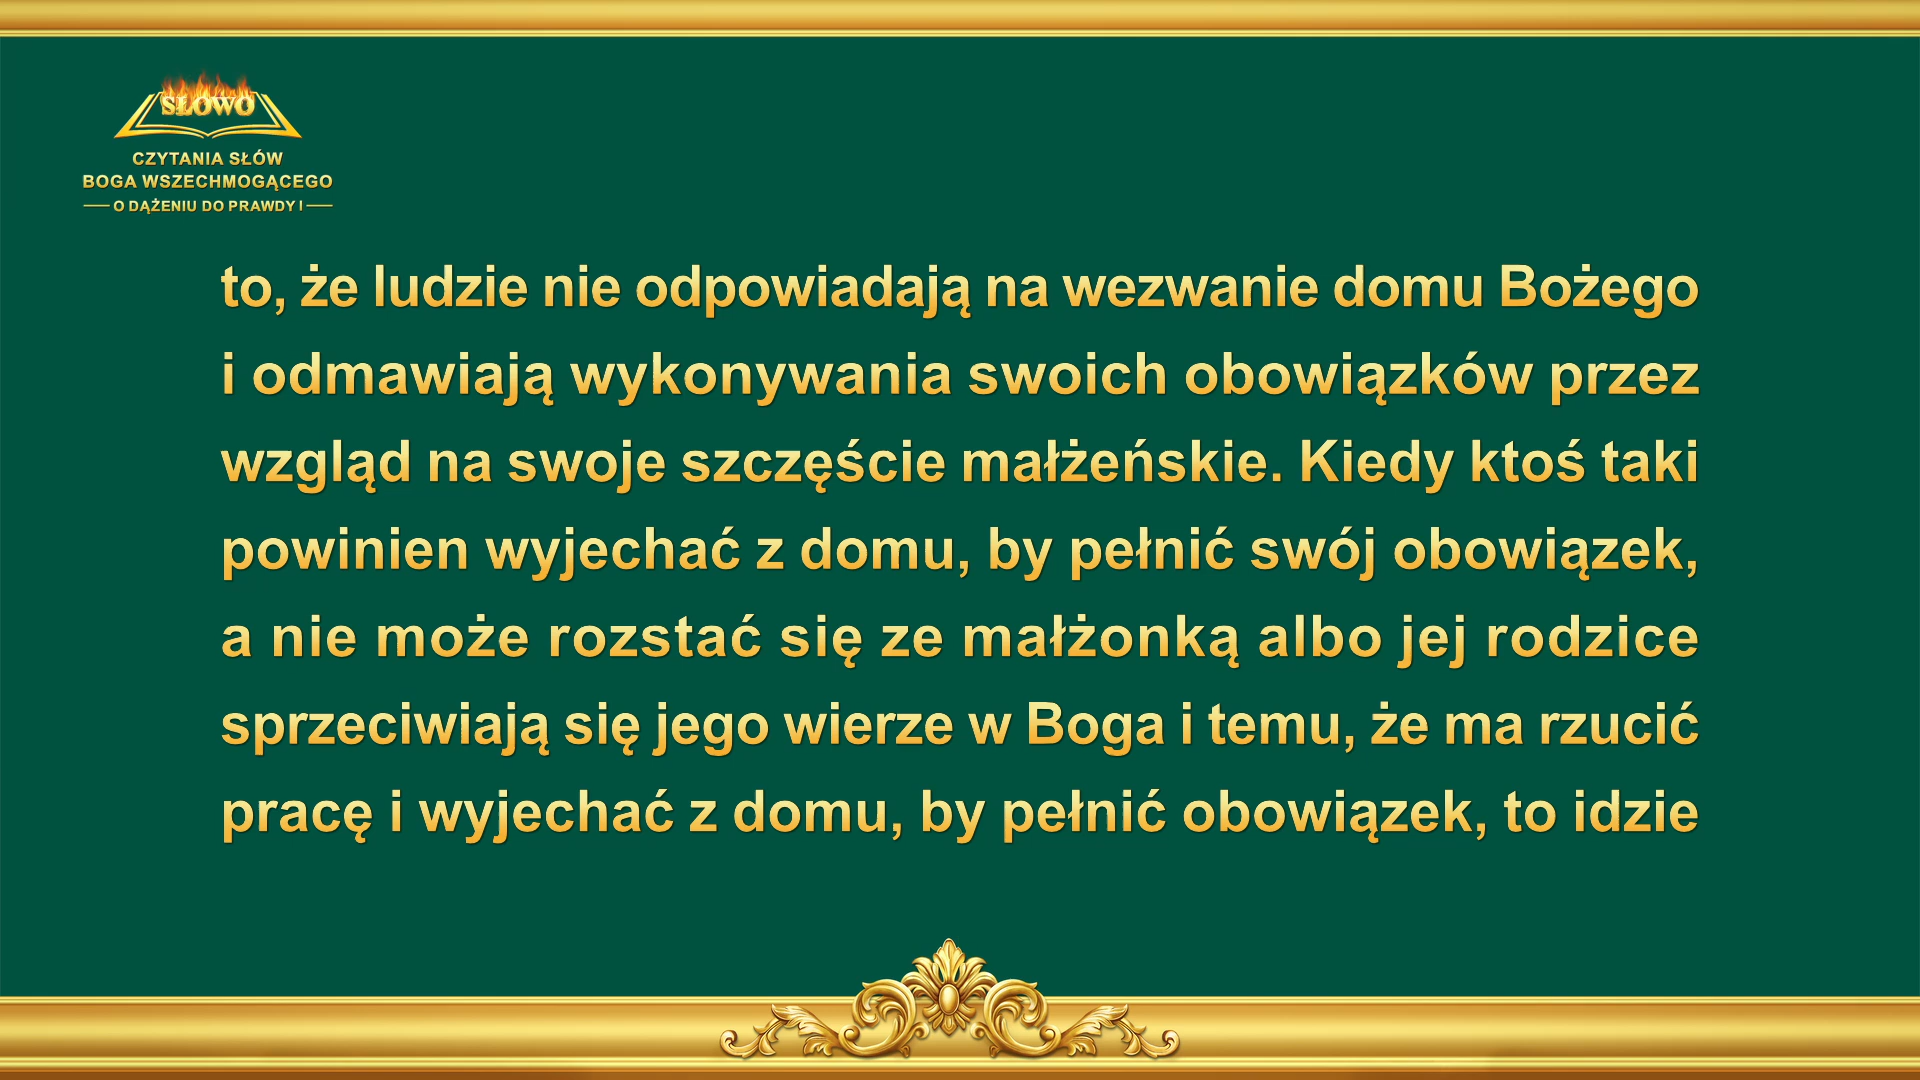 SŁOWO
CZYTANIA SŁÓW
BOGA WSZECHMOGĄCEGO
O DĄŻENIU DO PRAWDY I
to, że ludzie nie odpowiadają na wezwanie domu Bożego
i odmawiają wykonywania swoich obowiązków przez
wzgląd na swoje szczęście małżeńskie. Kiedy ktoś taki
powinien wyjechać z domu, by pełnić swój obowiązek,
a nie może rozstać się ze małżonką albo jej rodzice
sprzeciwiają się jego wierze w Boga i temu, że ma rzucić
pracę i wyjechać z domu, by pełnić obowiązek, to idzie